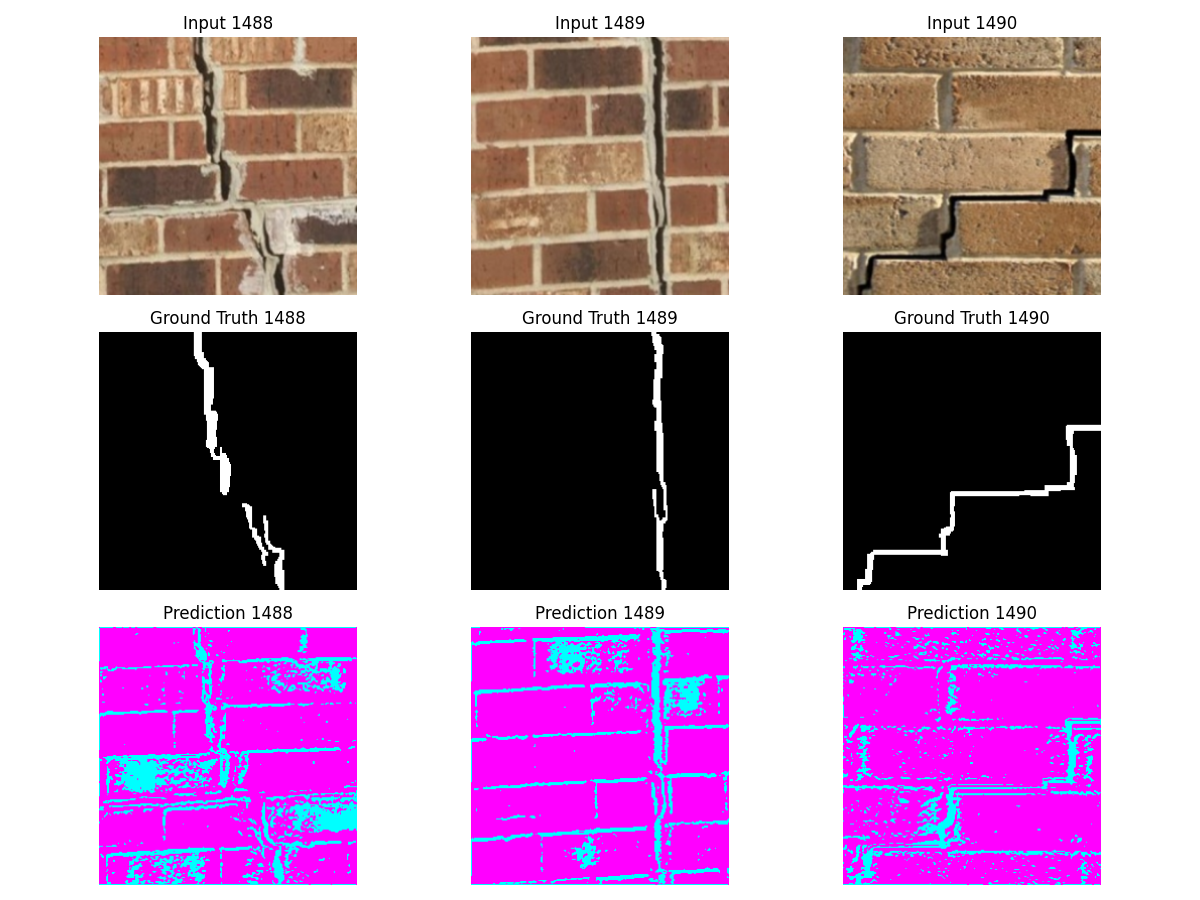 Input 1488
Input 1489
Input 1490
Ground Truth 1488
Ground Truth 1489
Ground Truth 1490
Prediction 1488
Prediction 1489
Prediction 1490